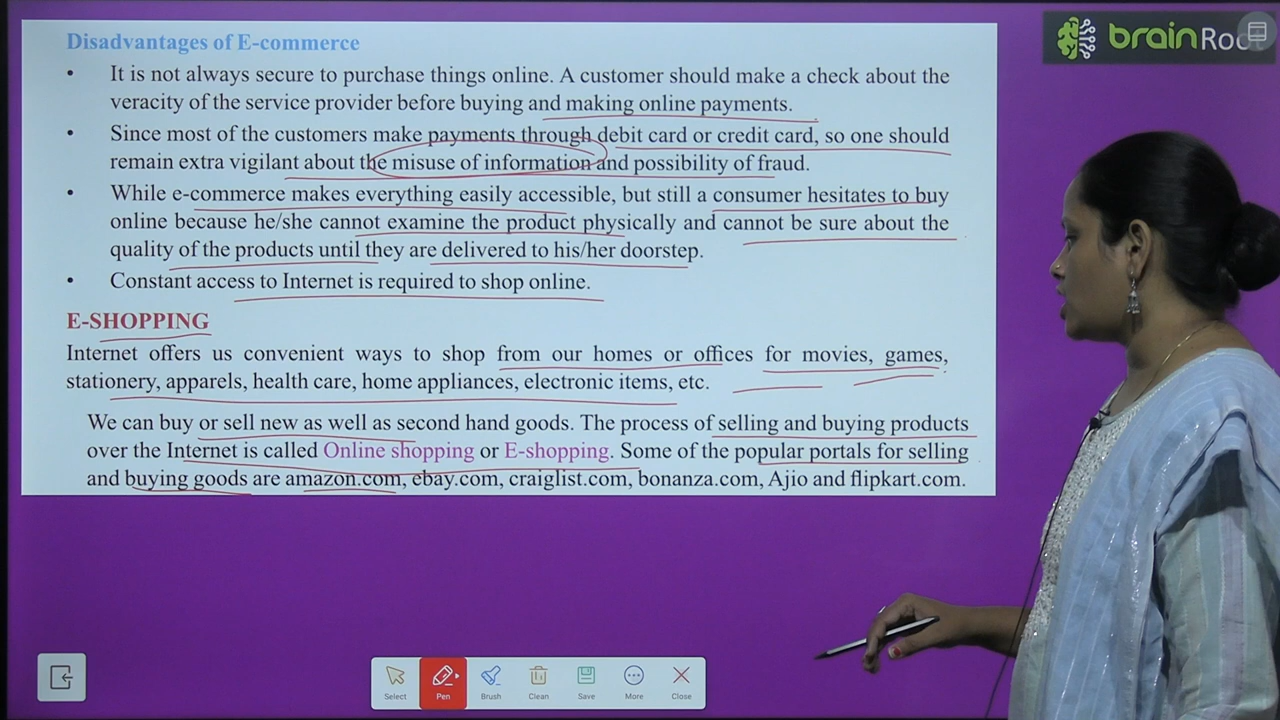 brainRoot
Disadvantages of E-commerce
• It is not always secure to purchase things online. A customer should make a check about the
veracity of the service provider before buying and making online payments.
• Since most of the customers make payments through debit card or credit card, so one should
remain extra vigilant about the misuse of information and possibility of fraud.
• While e-commerce makes everything easily accessible, but still a consumer hesitates to buy
online because he/she cannot examine the product physically and cannot be sure about the
quality of the products until they are delivered to his/her doorstep.
• Constant access to Internet is required to shop online.
E-SHOPPING
Internet offers us convenient ways to shop from our homes or offices for movies, games,
stationery, apparels, health care, home appliances, electronic items, etc.
We can buy or sell new as well as second hand goods. The process of selling and buying products
over the Internet is called Online shopping or E-shopping. Some of the popular portals for selling
and buying goods are amazon.com, ebay.com, craiglist.com, bonanza.com, Ajio and flipkart.com.
Select Pen Brush Clean Save More Close